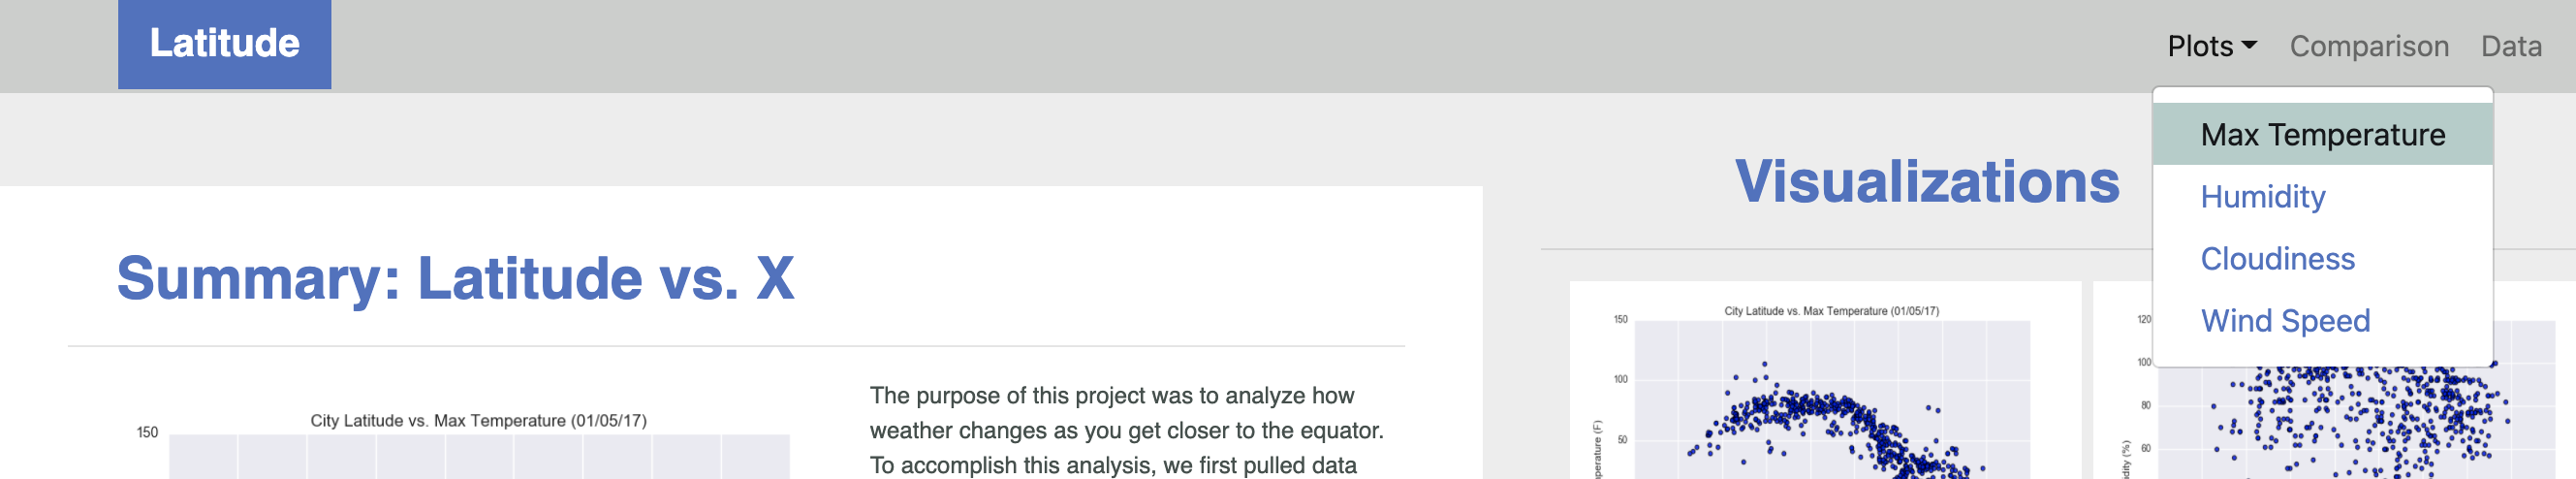 Latitude
Plots
Comparison
Data
Max Temperature
Humidity
Cloudiness
Wind Speed
Summary: Latitude vs. X
City Latitude vs. Max Temperature (01/05/17)
150
The purpose of this project was to analyze how
weather changes as you get closer to the equator.
To accomplish this analysis, we first pulled data
Visualizations
City Latitude vs. Max Temperature (01/05/17)
150
100
50
perature (F)
120
100
80
60
idity (%)